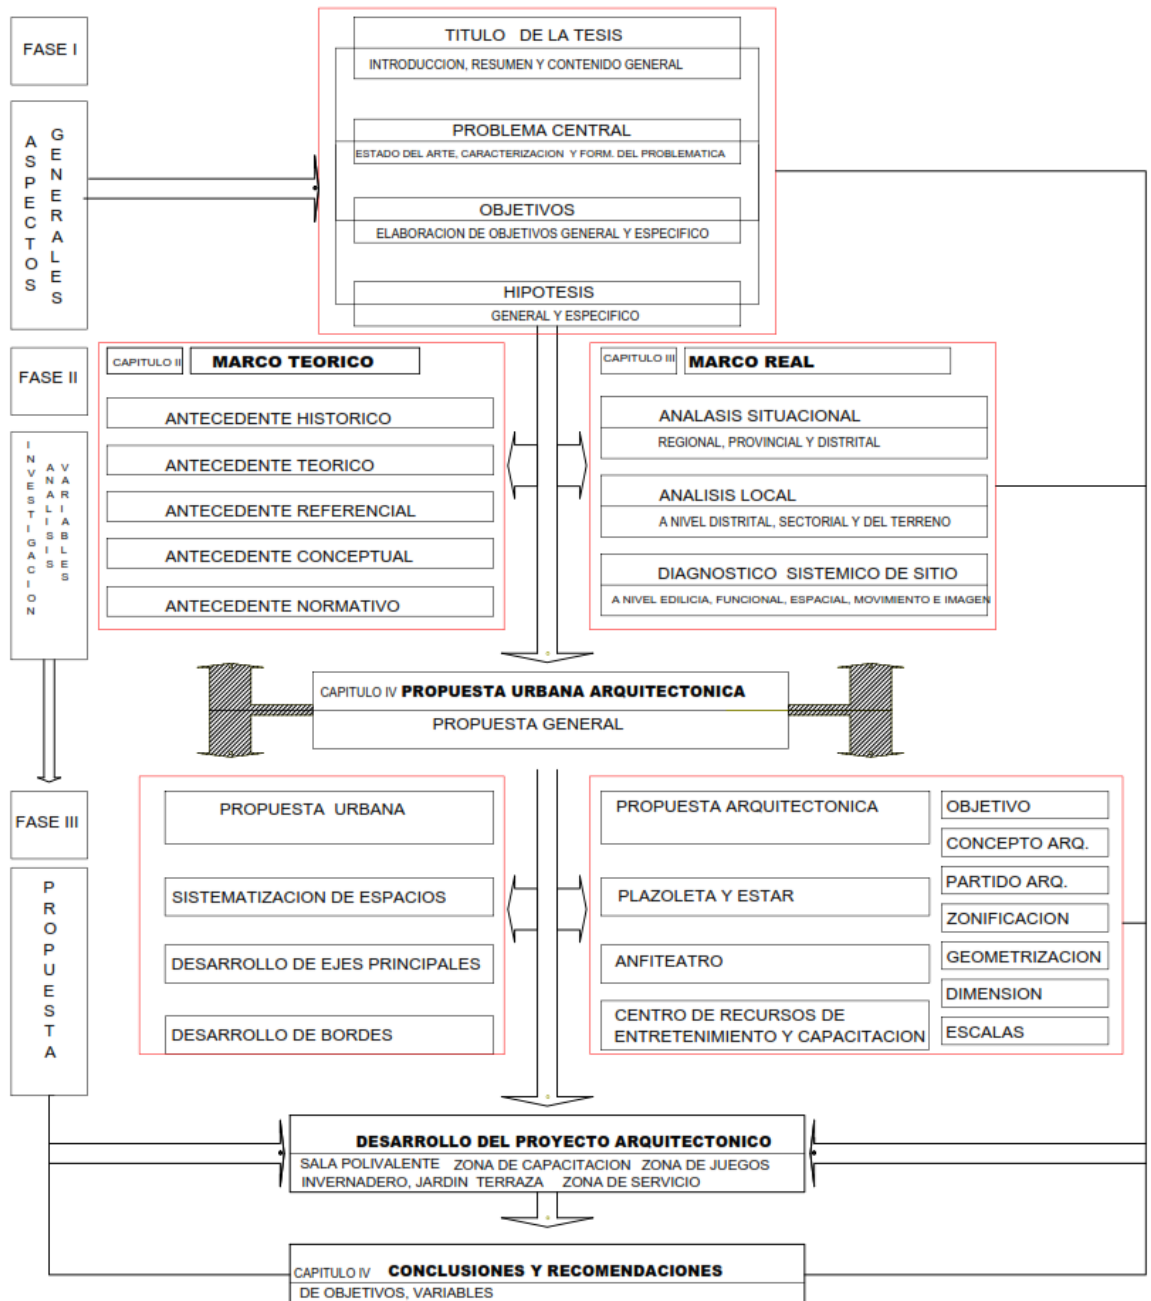 FASE I
ASPECTOS
GENERALES
TITULO DE LA TESIS
INTRODUCCION, RESUMEN Y CONTENIDO GENERAL
PROBLEMA CENTRAL
ESTADO DEL ARTE, CARACTERIZACION Y FORM. DEL PROBLEMATICA
OBJETIVOS
ELABORACION DE OBJETIVOS GENERAL Y ESPECIFICO
HIPOTESIS
GENERAL Y ESPECIFICO
FASE II
INVESTIGACION
ANALISIS
VARIABLES
CAPITULO II MARCO TEORICO
ANTECEDENTE HISTORICO
ANTECEDENTE TEORICO
ANTECEDENTE REFERENCIAL
ANTECEDENTE CONCEPTUAL
ANTECEDENTE NORMATIVO
CAPITULO III MARCO REAL
ANALASIS SITUACIONAL
REGIONAL, PROVINCIAL Y DISTRITAL
ANALISIS LOCAL
A NIVEL DISTRITAL, SECTORIAL Y DEL TERRENO
DIAGNOSTICO SISTEMICO DE SITIO
A NIVEL EDILICIA, FUNCIONAL, ESPACIAL, MOVIMIENTO E IMAGEN
CAPITULO IV PROPUESTA URBANA ARQUITECTONICA
PROPUESTA GENERAL
FASE III
PROPUESTA
PROPUESTA URBANA
SISTEMATIZACION DE ESPACIOS
DESARROLLO DE EJES PRINCIPALES
DESARROLLO DE BORDES
PROPUESTA ARQUITECTONICA
PLAZOLETA Y ESTAR
ANFITEATRO
CENTRO DE RECURSOS DE
ENTRETENIMIENTO Y CAPACITACION
OBJETIVO
CONCEPTO ARQ.
PARTIDO ARQ.
ZONIFICACION
GEOMETRIZACION
DIMENSION
ESCALAS
DESARROLLO DEL PROYECTO ARQUITECTONICO
SALA POLIVALENTE ZONA DE CAPACITACION ZONA DE JUEGOS
INVERNADERO, JARDIN TERRAZA ZONA DE SERVICIO
CAPITULO IV CONCLUSIONES Y RECOMENDACIONES
DE OBJETIVOS, VARIABLES